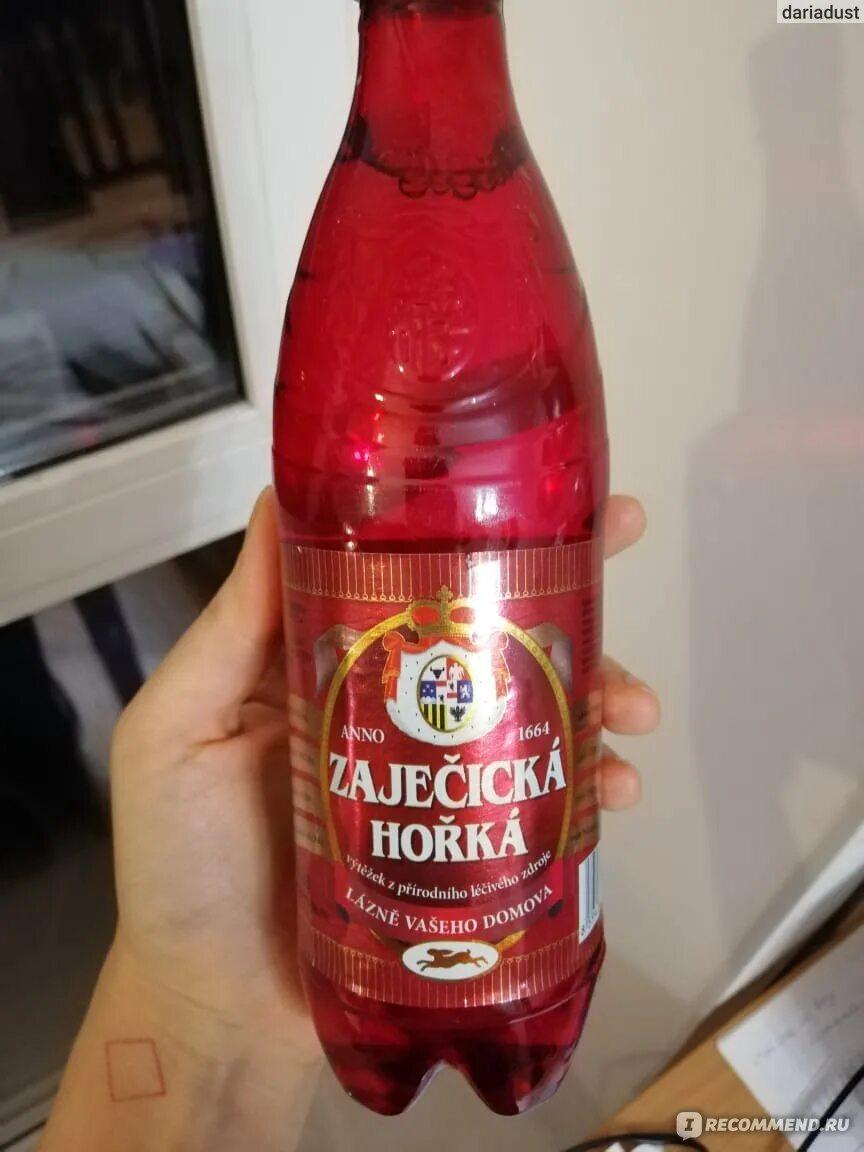 dariadust
ANNO 1664
ZAJEČICKÁ
HOŘKÁ
výtěžek z přírodního léčivého zdroje
LÁZNĚ VAŠEHO DOMOVA
I RECOMMEND.RU